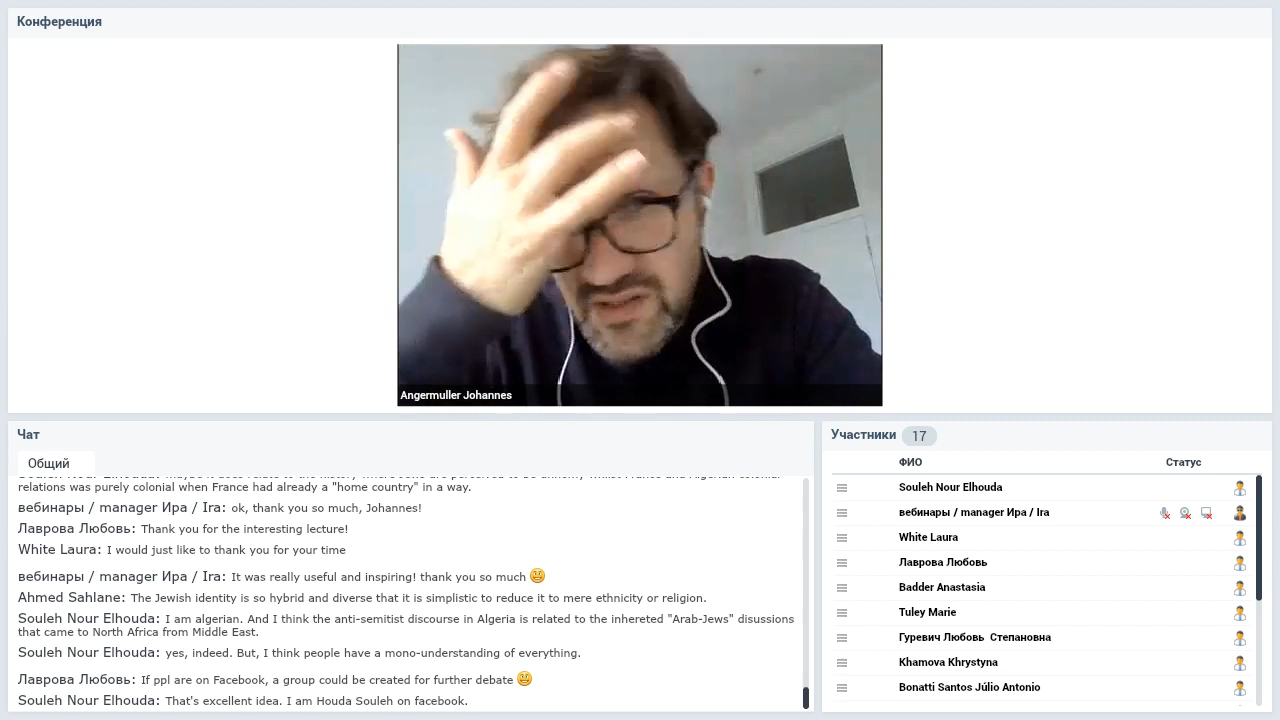 Конференция
Angermuller Johannes
Чат
Общий
relations was purely colonial when France had already a "home country" in a way.
вебинары / manager Ира / Ira: ok, thank you so much, Johannes!
Лаврова Любовь: Thank you for the interesting lecture!
White Laura: I would just like to thank you for your time
вебинары / manager Ира / Ira: It was really useful and inspiring! thank you so much
Ahmed Sahlane: The Jewish identity is so hybrid and diverse that it is simplistic to reduce it to mere ethnicity or religion.
Souleh Nour Elhouda: I am algerian. And I think the anti-semitist discourse in Algeria is related to the inhereted "Arab-Jews" disussions
that came to North Africa from Middle East.
Souleh Nour Elhouda: yes, indeed. But, I think people have a mono-understanding of everything.
Лаврова Любовь: If ppl are on Facebook, a group could be created for further debate
Souleh Nour Elhouda: That's excellent idea. I am Houda Souleh on facebook.
Участники 17
ФИО Статус
Souleh Nour Elhouda
вебинары / manager Ира / Ira
White Laura
Лаврова Любовь
Badder Anastasia
Tuley Marie
Гуревич Любовь Степановна
Khamova Khrystyna
Bonatti Santos Júlio Antonio